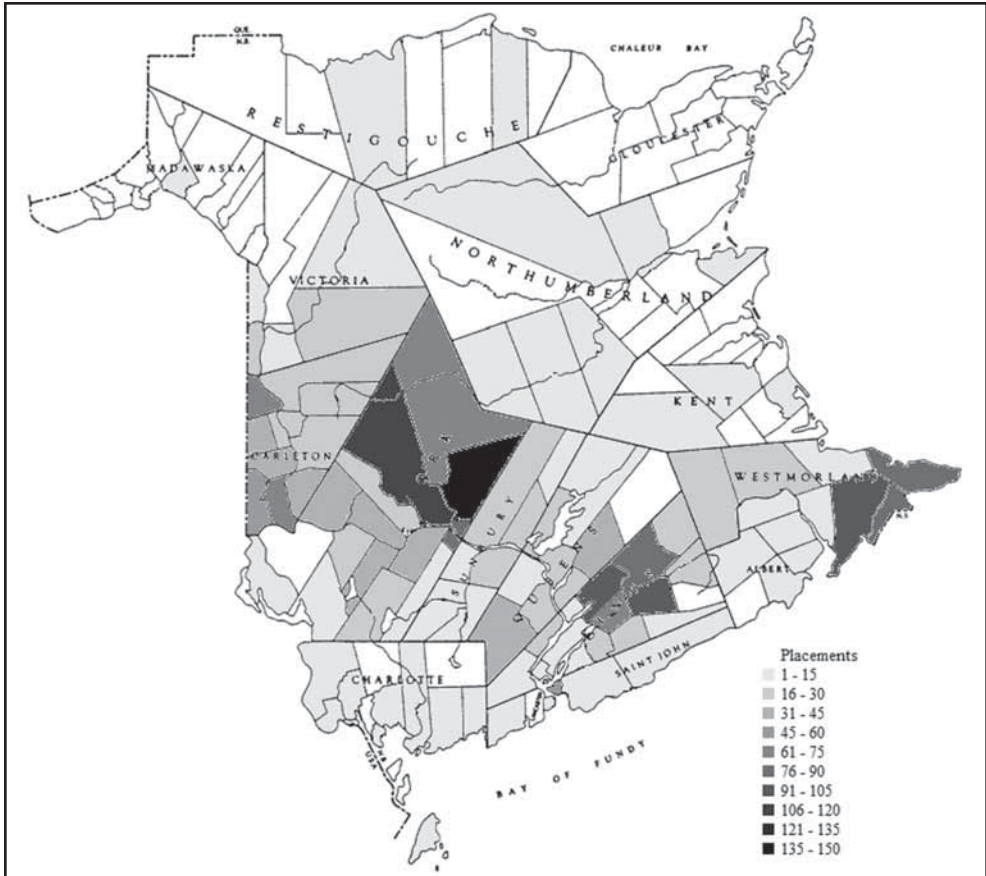 QUE.
N.B.
CHALEUR BAY
RESTIGOUCHE
GLOUCESTER
MADAWASKA
NORTHUMBERLAND
VICTORIA
KENT
CARLETON
WESTMORLAND
N.S.
SUNBURY
QUEENS
ALBERT
SAINT JOHN
CHARLOTTE
N.B.
USA
BAY OF FUNDY
Placements
1 - 15
16 - 30
31 - 45
45 - 60
61 - 75
76 - 90
91 - 105
106 - 120
121 - 135
135 - 150